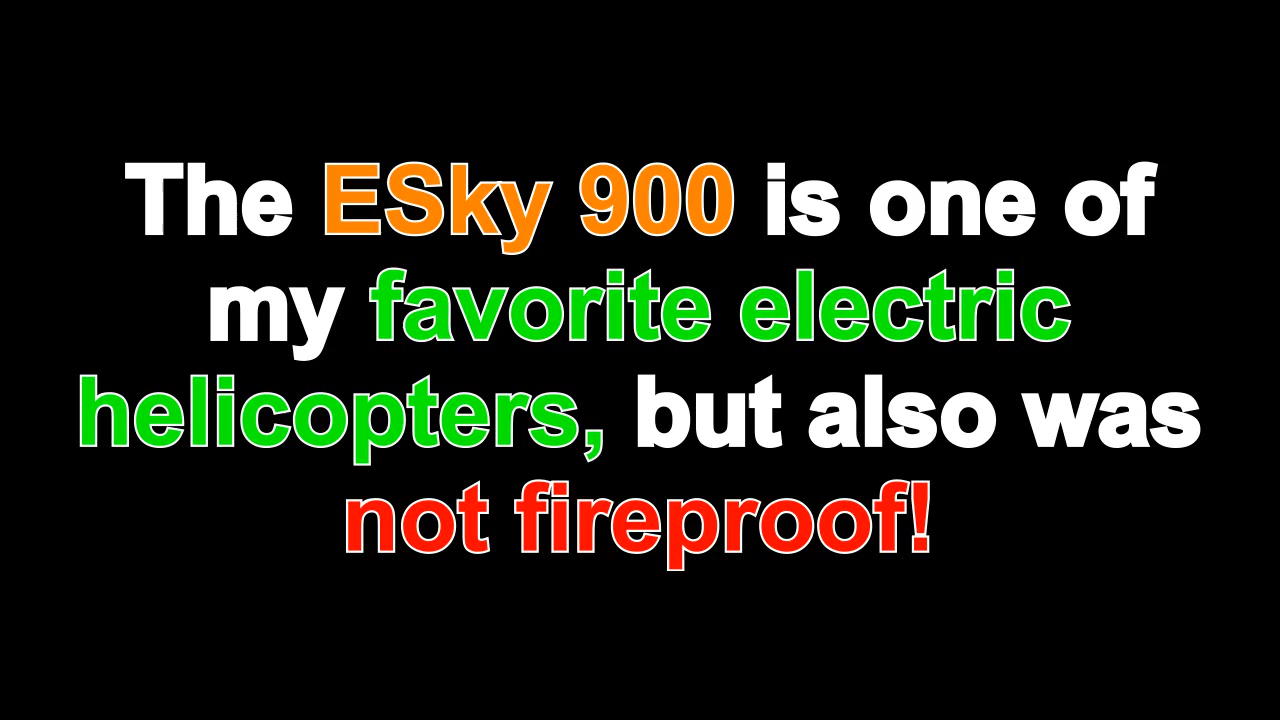 The ESky 900 is one of
my favorite electric
helicopters, but also was
not fireproof!